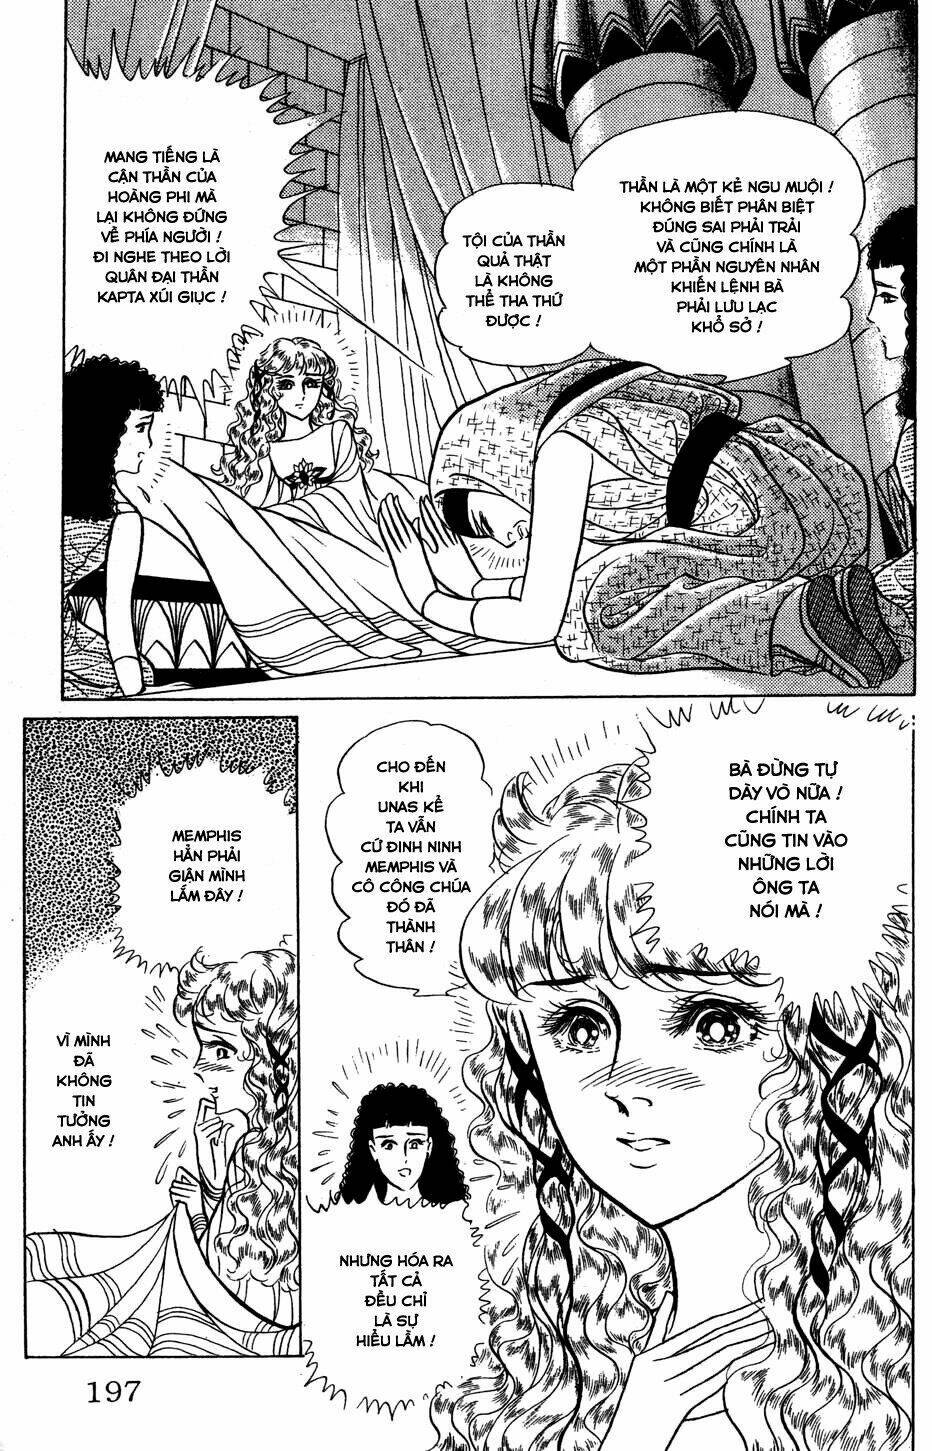 THẦN LÀ MỘT KẺ NGU MUỘI !
KHÔNG BIẾT PHÂN BIỆT
ĐÚNG SAI PHẢI TRÁI
VÀ CŨNG CHÍNH LÀ
MỘT PHẦN NGUYÊN NHÂN
KHIẾN LỆNH BÀ
PHẢI LƯU LẠC
KHỔ SỞ !
TỘI CỦA THẦN
QUẢ THẬT
LÀ KHÔNG
THỂ THA THỨ
ĐƯỢC !
MANG TIẾNG LÀ
CẬN THẦN CỦA
HOÀNG PHI MÀ
LẠI KHÔNG ĐỨNG
VỀ PHÍA NGƯỜI !
ĐI NGHE THEO LỜI
QUÂN ĐẠI THẦN
KAPTA XÚI GIỤC !
BÀ ĐỪNG TỰ
DÀY VÒ NỮA !
CHÍNH TA
CŨNG TIN VÀO
NHỮNG LỜI
ÔNG TA
NÓI MÀ !
CHO ĐẾN
KHI
UNAS KỂ
TA VẪN
CỨ ĐINH NINH
MEMPHIS VÀ
CÔ CÔNG CHÚA
ĐÓ ĐÃ
THÀNH
THÂN !
NHƯNG HÓA RA
TẤT CẢ
ĐỀU CHỈ
LÀ SỰ
HIỂU LẦM !
MEMPHIS
HẲN PHẢI
GIẬN MÌNH
LẮM ĐÂY !
VÌ MÌNH
ĐÃ
KHÔNG
TIN
TƯỞNG
ANH ẤY !
197